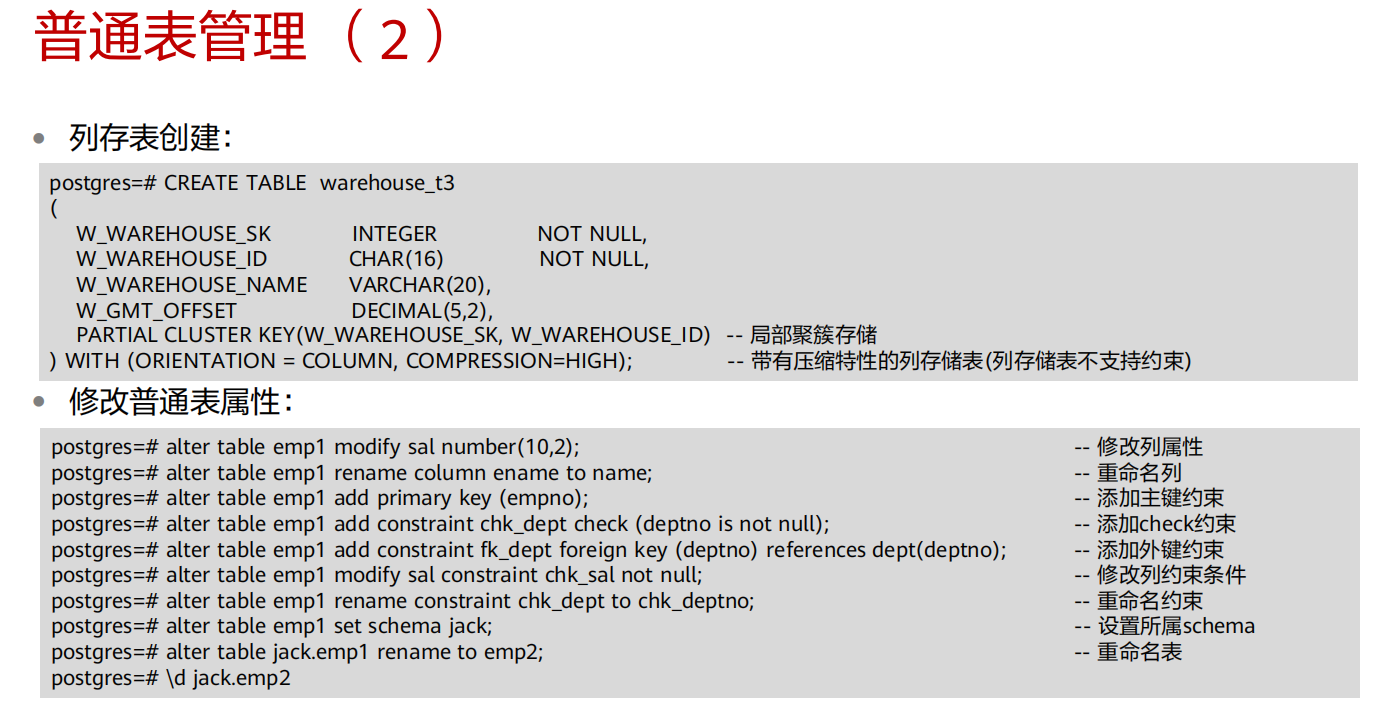 普通表管理（2）
• 列存表创建：
postgres=# CREATE TABLE warehouse_t3
(
W_WAREHOUSE_SK INTEGER NOT NULL,
W_WAREHOUSE_ID CHAR(16) NOT NULL,
W_WAREHOUSE_NAME VARCHAR(20),
W_GMT_OFFSET DECIMAL(5,2),
PARTIAL CLUSTER KEY(W_WAREHOUSE_SK, W_WAREHOUSE_ID) -- 局部聚簇存储
) WITH (ORIENTATION = COLUMN, COMPRESSION=HIGH); -- 带有压缩特性的列存储表(列存储表不支持约束)
• 修改普通表属性：
postgres=# alter table emp1 modify sal number(10,2); -- 修改列属性
postgres=# alter table emp1 rename column ename to name; -- 重命名列
postgres=# alter table emp1 add primary key (empno); -- 添加主键约束
postgres=# alter table emp1 add constraint chk_dept check (deptno is not null); -- 添加check约束
postgres=# alter table emp1 add constraint fk_dept foreign key (deptno) references dept(deptno); -- 添加外键约束
postgres=# alter table emp1 modify sal constraint chk_sal not null; -- 修改列约束条件
postgres=# alter table emp1 rename constraint chk_dept to chk_deptno; -- 重命名约束
postgres=# alter table emp1 set schema jack; -- 设置所属schema
postgres=# alter table jack.emp1 rename to emp2; -- 重命名表
postgres=# \d jack.emp2